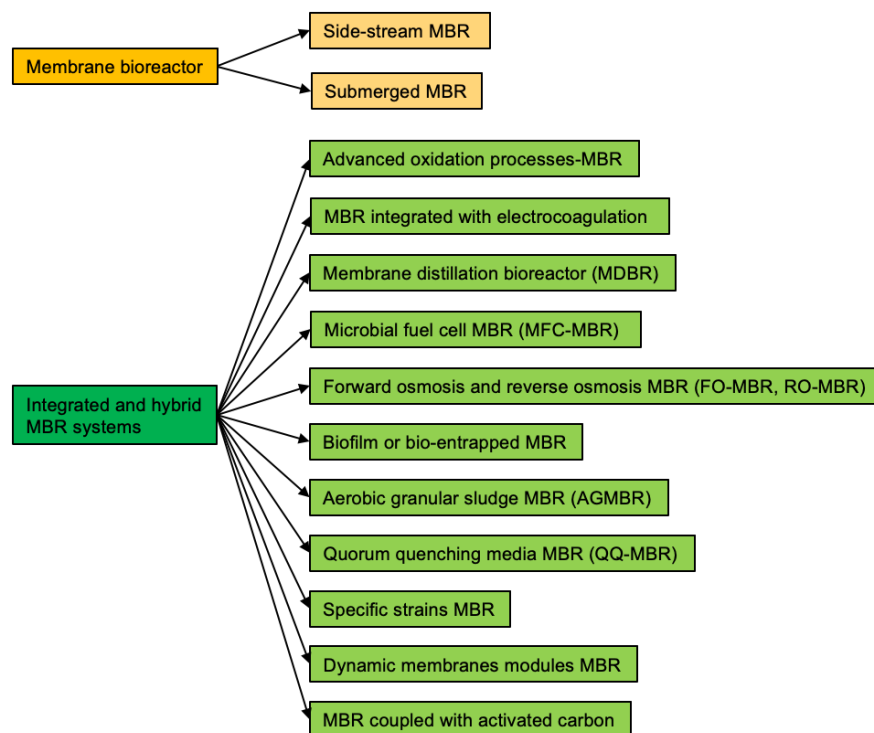 Side-stream MBR
Membrane bioreactor
Submerged MBR
Advanced oxidation processes-MBR
MBR integrated with electrocoagulation
Membrane distillation bioreactor (MDBR)
Microbial fuel cell MBR (MFC-MBR)
Forward osmosis and reverse osmosis MBR (FO-MBR, RO-MBR)
Integrated and hybrid
MBR systems
Biofilm or bio-entrapped MBR
Aerobic granular sludge MBR (AGMBR)
Quorum quenching media MBR (QQ-MBR)
Specific strains MBR
Dynamic membranes modules MBR
MBR coupled with activated carbon